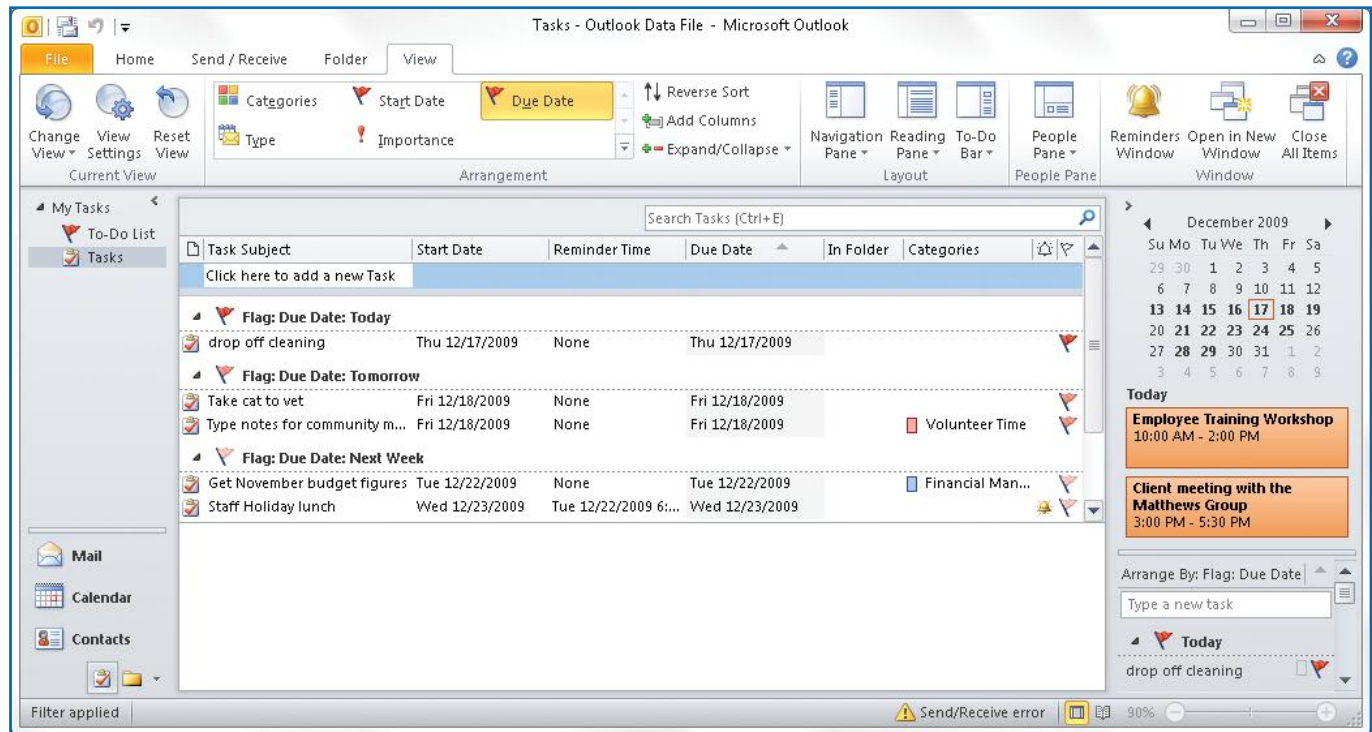 Tasks - Outlook Data File - Microsoft Outlook
File Home Send / Receive Folder View
Change View
View Settings
Reset View
Current View
Categories Start Date Due Date
Type Importance
Reverse Sort
Add Columns
Expand/Collapse
Arrangement
Navigation Pane
Reading Pane
To-Do Bar
Layout
People Pane
People Pane
Reminders Window
Open in New Window
Close All Items
Window
My Tasks
To-Do List
Tasks
Mail
Calendar
Contacts
Search Tasks (Ctrl+E)
Task Subject Start Date Reminder Time Due Date In Folder Categories
Click here to add a new Task
Flag: Due Date: Today
drop off cleaning Thu 12/17/2009 None Thu 12/17/2009
Flag: Due Date: Tomorrow
Take cat to vet Fri 12/18/2009 None Fri 12/18/2009
Type notes for community m... Fri 12/18/2009 None Fri 12/18/2009 Volunteer Time
Flag: Due Date: Next Week
Get November budget figures Tue 12/22/2009 None Tue 12/22/2009 Financial Man...
Staff Holiday lunch Wed 12/23/2009 Tue 12/22/2009 6:... Wed 12/23/2009
December 2009
Su Mo Tu We Th Fr Sa
29 30 1 2 3 4 5
6 7 8 9 10 11 12
13 14 15 16 17 18 19
20 21 22 23 24 25 26
27 28 29 30 31 1 2
3 4 5 6 7 8 9
Today
Employee Training Workshop
10:00 AM - 2:00 PM
Client meeting with the
Matthews Group
3:00 PM - 5:30 PM
Arrange By: Flag: Due Date
Type a new task
Today
drop off cleaning
Filter applied
Send/Receive error
90%